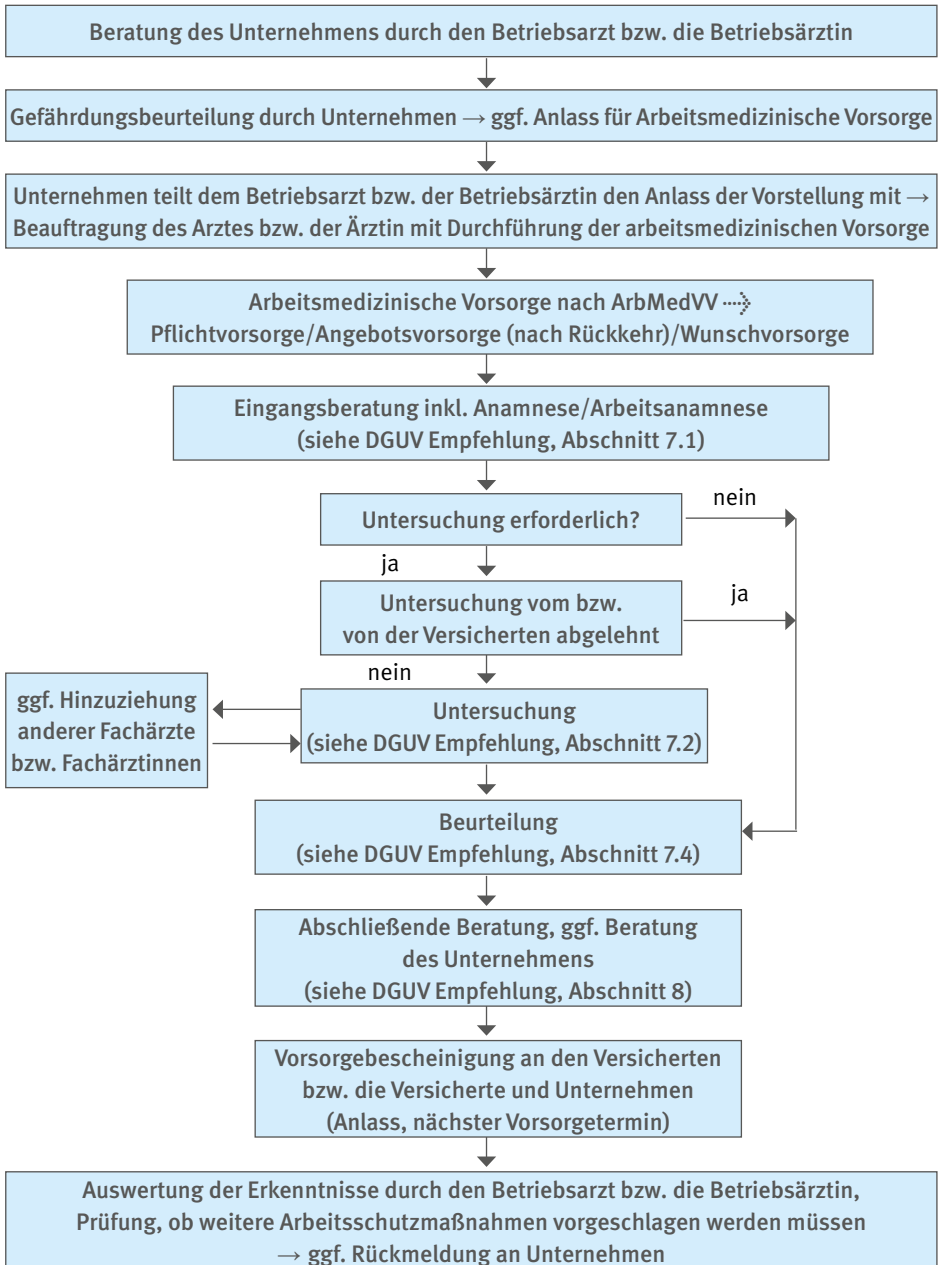 Beratung des Unternehmens durch den Betriebsarzt bzw. die Betriebsärztin
Gefährdungsbeurteilung durch Unternehmen → ggf. Anlass für Arbeitsmedizinische Vorsorge
Unternehmen teilt dem Betriebsarzt bzw. der Betriebsärztin den Anlass der Vorstellung mit →
Beauftragung des Arztes bzw. der Ärztin mit Durchführung der arbeitsmedizinischen Vorsorge
Arbeitsmedizinische Vorsorge nach ArbMedVV ⤑
Pflichtvorsorge/Angebotsvorsorge (nach Rückkehr)/Wunschvorsorge
Eingangsberatung inkl. Anamnese/Arbeitsanamnese
(siehe DGUV Empfehlung, Abschnitt 7.1)
Untersuchung erforderlich?
nein
ja
Untersuchung vom bzw.
von der Versicherten abgelehnt
ja
nein
ggf. Hinzuziehung
anderer Fachärzte
bzw. Fachärztinnen
Untersuchung
(siehe DGUV Empfehlung, Abschnitt 7.2)
Beurteilung
(siehe DGUV Empfehlung, Abschnitt 7.4)
Abschließende Beratung, ggf. Beratung
des Unternehmens
(siehe DGUV Empfehlung, Abschnitt 8)
Vorsorgebescheinigung an den Versicherten
bzw. die Versicherte und Unternehmen
(Anlass, nächster Vorsorgetermin)
Auswertung der Erkenntnisse durch den Betriebsarzt bzw. die Betriebsärztin,
Prüfung, ob weitere Arbeitsschutzmaßnahmen vorgeschlagen werden müssen
→ ggf. Rückmeldung an Unternehmen